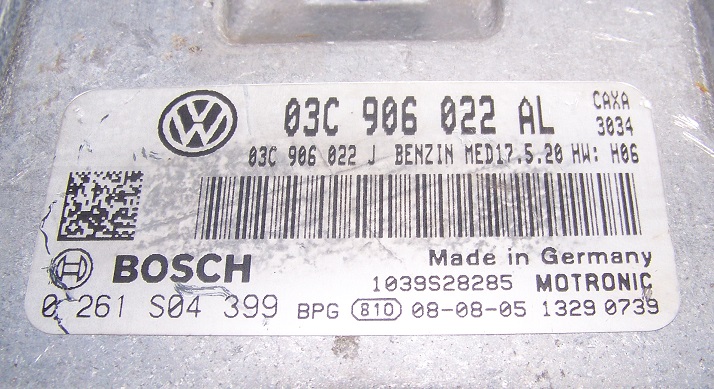 03C 906 022 AL CAXA
3034
03C 906 022 J BENZIN MED17.5.20 HW: H06
Made in Germany
BOSCH 1039S28285 MOTRONIC
0 261 S04 399 BPG 810 08-08-05 1329 0739